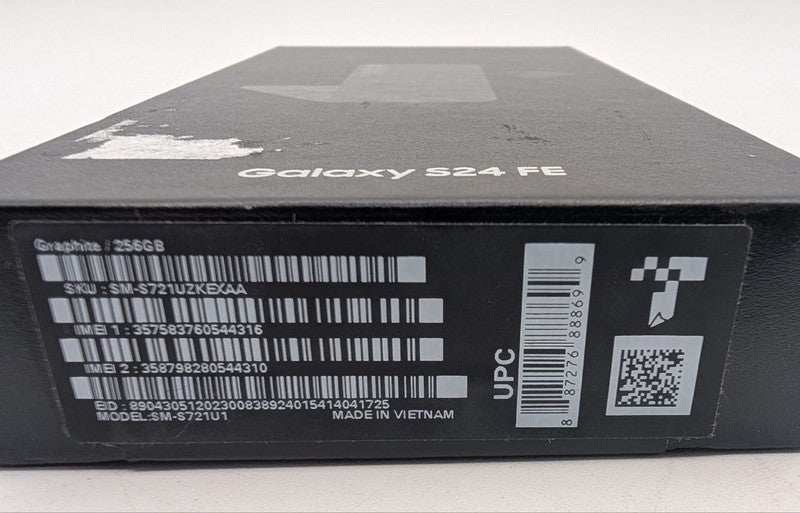 Galaxy S24 FE
Graphite / 256GB
SKU : SM-S721UZKEXAA
IMEI 1 : 357583760544316
IMEI 2 : 358798280544310
EID : 89043051202300838924015414041725
MODEL:SM-S721U1 MADE IN VIETNAM
UPC
8 87276 88869 9